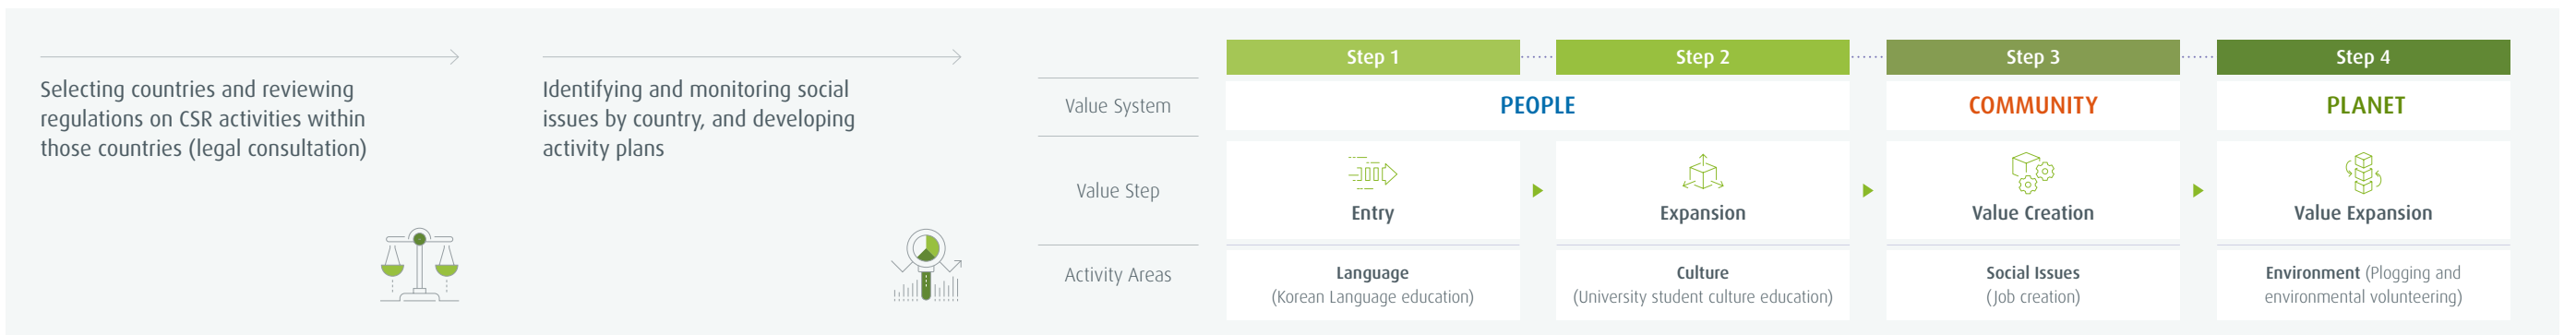 Selecting countries and reviewing
regulations on CSR activities within
those countries (legal consultation)
Identifying and monitoring social
issues by country, and developing
activity plans
Step 1
Step 2
Step 3
Step 4
Value System
PEOPLE
COMMUNITY
PLANET
Value Step
Entry
Expansion
Value Creation
Value Expansion
Activity Areas
Language
(Korean Language education)
Culture
(University student culture education)
Social Issues
(Job creation)
Environment (Plogging and
environmental volunteering)